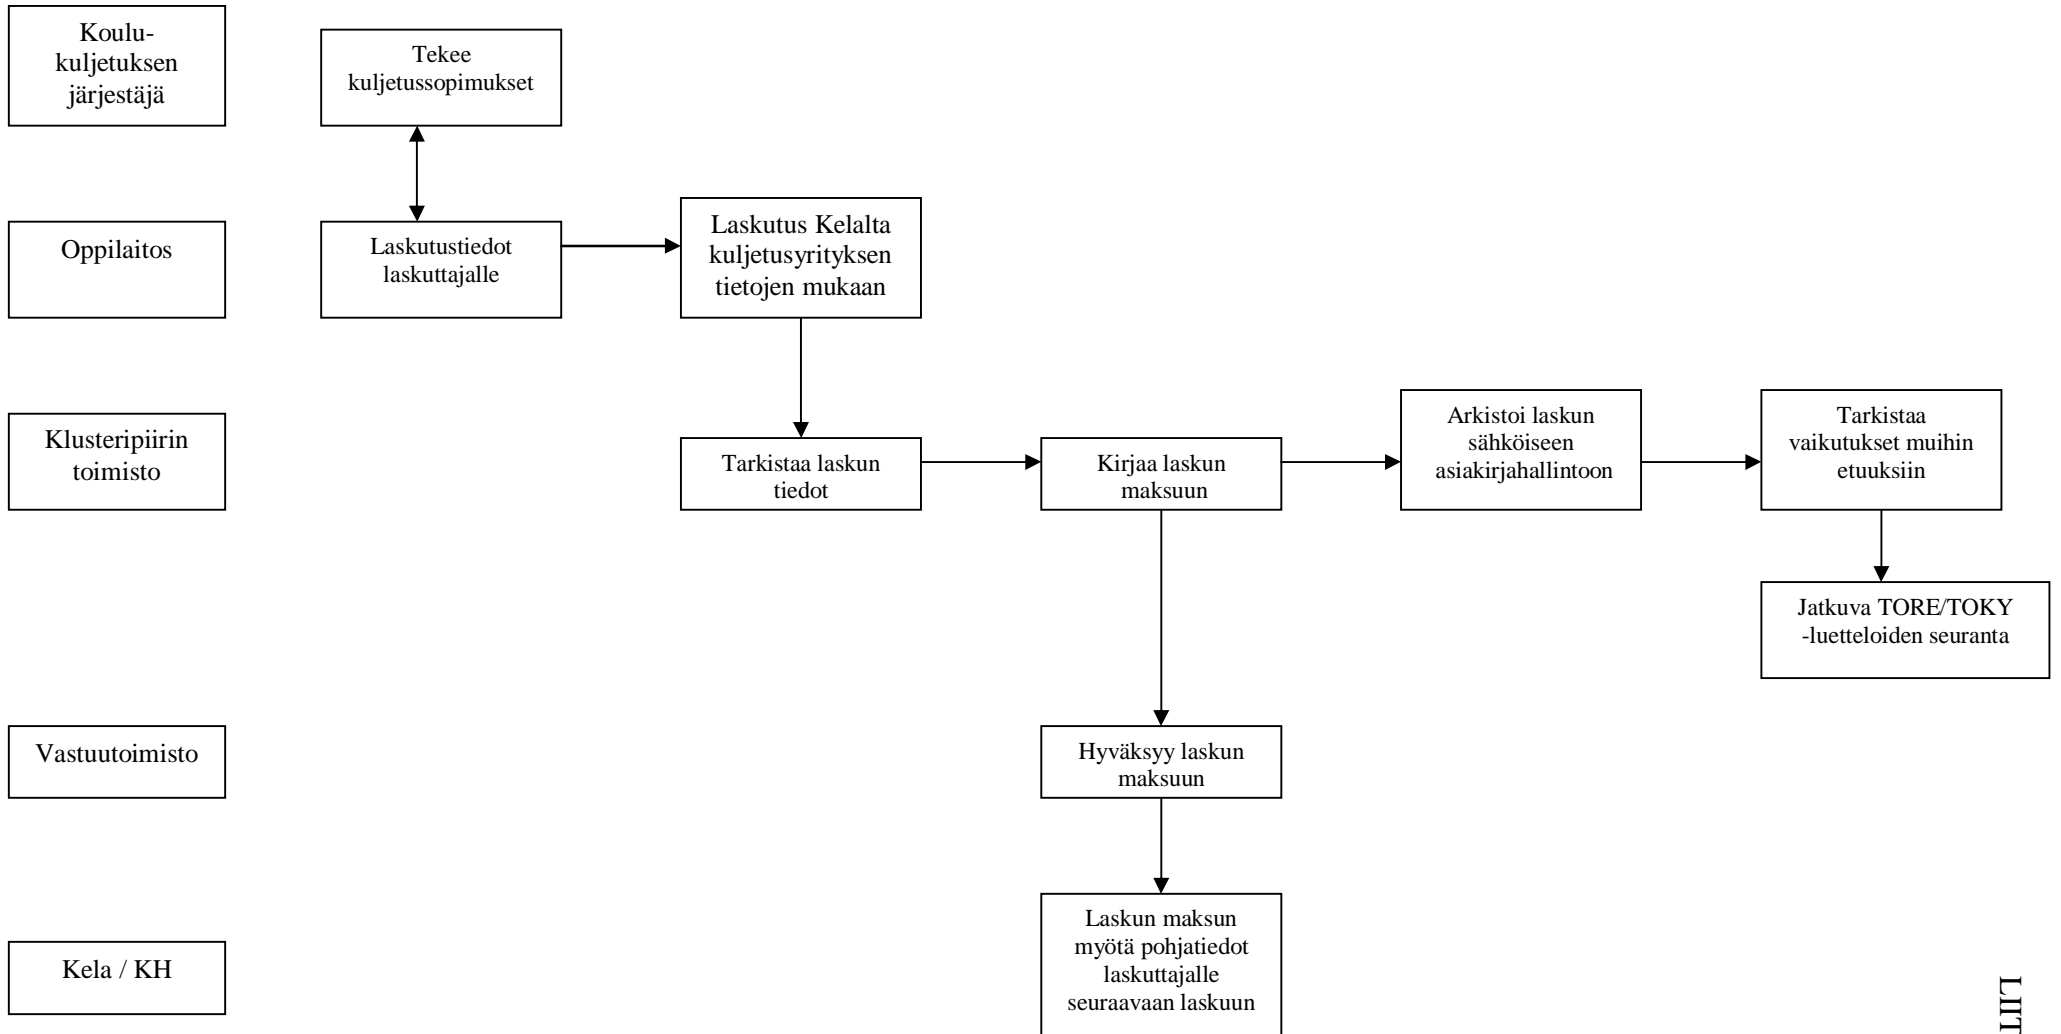 Koulu-
kuljetuksen
järjestäjä
Tekee
kuljetussopimukset
Oppilaitos
Laskutustiedot
laskuttajalle
Laskutus Kelalta
kuljetusyrityksen
tietojen mukaan
Klusteripiirin
toimisto
Tarkistaa laskun
tiedot
Kirjaa laskun
maksuun
Arkistoi laskun
sähköiseen
asiakirjahallintoon
Tarkistaa
vaikutukset muihin
etuuksiin
Jatkuva TORE/TOKY
-luetteloiden seuranta
Vastuutoimisto
Hyväksyy laskun
maksuun
Kela / KH
Laskun maksun
myötä pohjatiedot
laskuttajalle
seuraavaan laskuun
LIIT